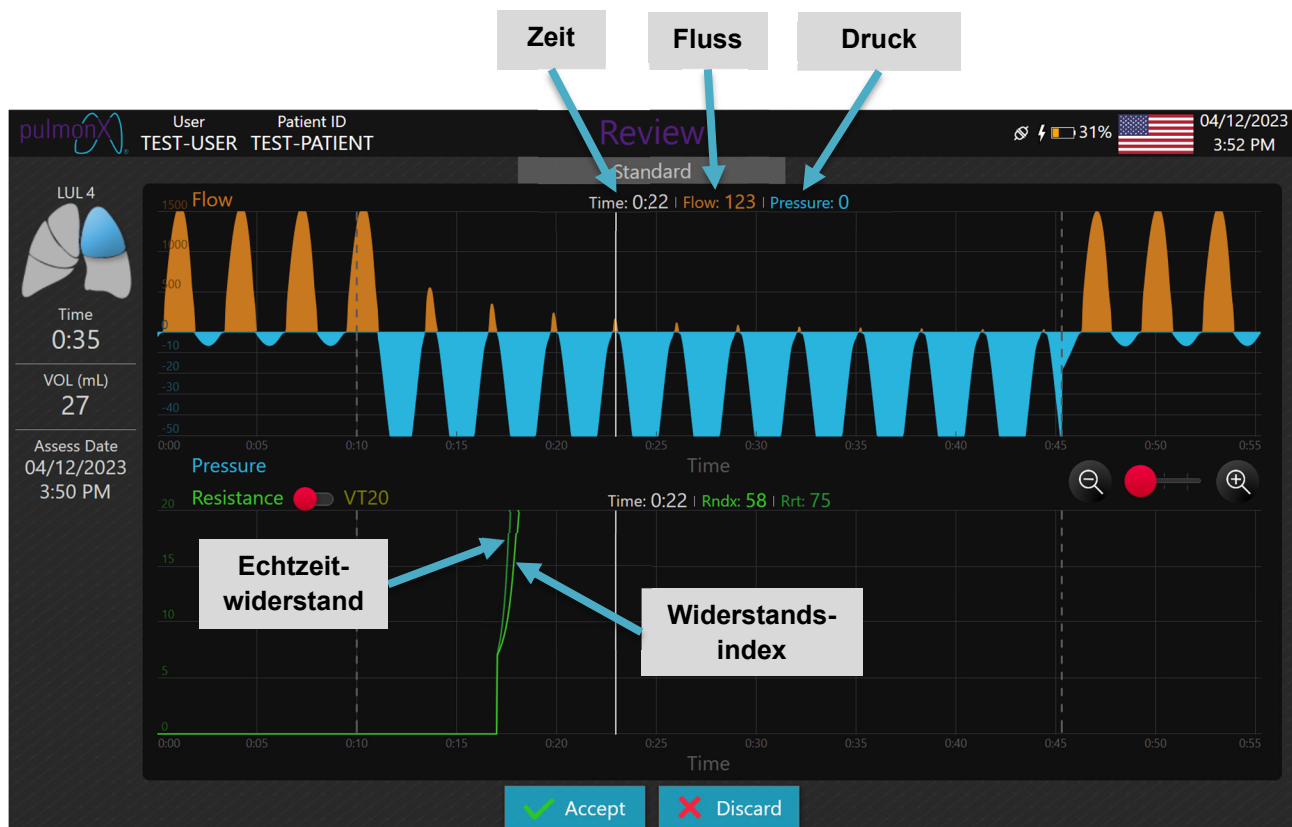 Zeit
Fluss
Druck
pulmonX®
User
TEST-USER
Patient ID
TEST-PATIENT
Review
31%
04/12/2023
3:52 PM
Standard
LUL 4
Time
0:35
VOL (mL)
27
Assess Date
04/12/2023
3:50 PM
Flow
Time: 0:22 | Flow: 123 | Pressure: 0
1500
1000
500
0
-10
-20
-30
-40
-50
0:00 0:05 0:10 0:15 0:20 0:25 0:30 0:35 0:40 0:45 0:50 0:55
Pressure
Time
Resistance VT20
Time: 0:22 | Rndx: 58 | Rrt: 75
20
15
10
5
0
Echtzeit-
widerstand
Widerstands-
index
0:00 0:05 0:10 0:15 0:20 0:25 0:30 0:35 0:40 0:45 0:50 0:55
Time
Accept
Discard